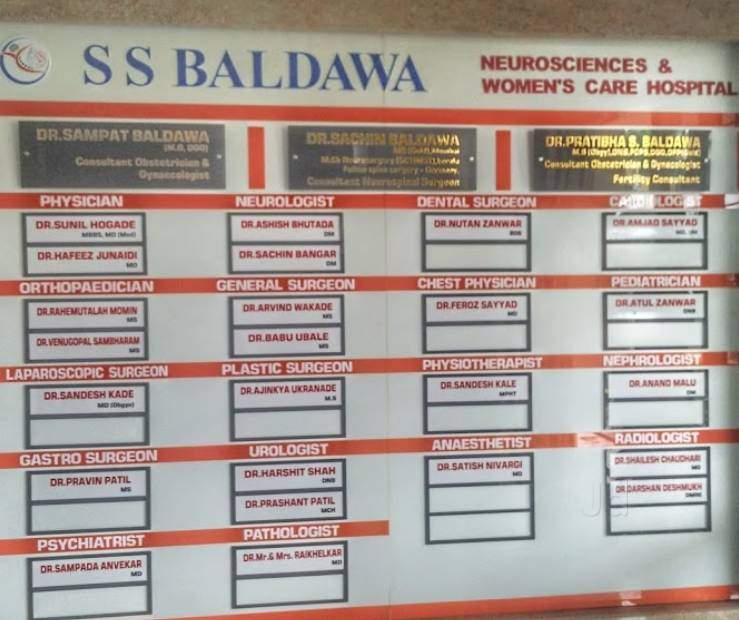 S S BALDAWA
NEUROSCIENCES &
WOMEN'S CARE HOSPITAL
DR.SAMPAT BALDAWA
(M.D, DGO)
Consultant Obstetrician &
Gynaecologist
DR.SACHIN BALDAWA
Consultant Neurospinal Surgeon
DR.PRATIBHA S. BALDAWA
Consultant Obstetrician & Gynecologist
Fertility Consultant
PHYSICIAN
DR.SUNIL HOGADE
MBBS, MD (Med)
DR.HAFEEZ JUNAIDI
MD
NEUROLOGIST
DR.ASHISH BHUTADA
DM
DR.SACHIN BANGAR
DM
DENTAL SURGEON
DR.NUTAN ZANWAR
BDS
CARDIOLOGIST
DR.AMJAD SAYYAD
MD, DM
ORTHOPAEDICIAN
DR.RAHEMUTALAH MOMIN
MS
DR.VENUGOPAL SAMBHARAM
MS
GENERAL SURGEON
DR.ARVIND WAKADE
MS
DR.BABU UBALE
MS
CHEST PHYSICIAN
DR.FEROZ SAYYAD
MD
PEDIATRICIAN
DR.ATUL ZANWAR
DNB
LAPAROSCOPIC SURGEON
DR.SANDESH KADE
MD (Obgyn)
PLASTIC SURGEON
DR.AJINKYA UKRANADE
M.S
PHYSIOTHERAPIST
DR.SANDESH KALE
MPHT
NEPHROLOGIST
DR.ANAND MALU
DM
GASTRO SURGEON
DR.PRAVIN PATIL
MS
UROLOGIST
DR.HARSHIT SHAH
DNB
DR.PRASHANT PATIL
MCH
ANAESTHETIST
DR.SATISH NIVARGI
MD
RADIOLOGIST
DR.SHAILESH CHAUDHARI
MD
DR.DARSHAN DESHMUKH
DMRE
PSYCHIATRIST
DR.SAMPADA ANVEKAR
MD
PATHOLOGIST
DR.Mr.& Mrs. RAIKHELKAR
MD
Jd